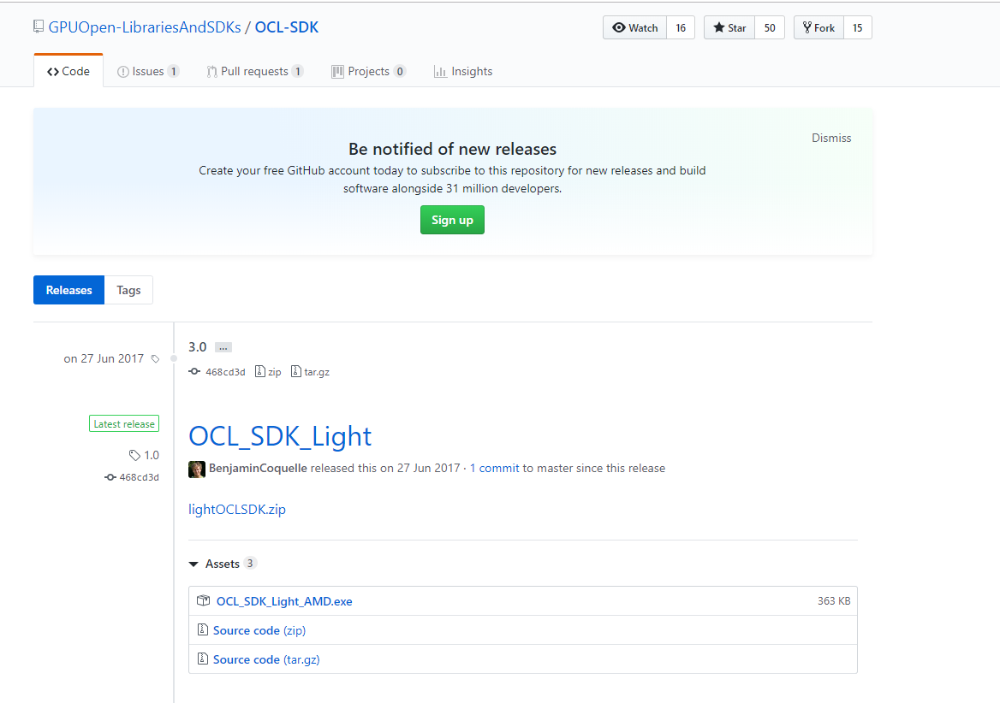 GPUOpen-LibrariesAndSDKs / OCL-SDK
Watch 16 Star 50 Fork 15
Code Issues 1 Pull requests 1 Projects 0 Insights
Dismiss
Be notified of new releases
Create your free GitHub account today to subscribe to this repository for new releases and build
software alongside 31 million developers.
Sign up
Releases Tags
on 27 Jun 2017
3.0 ...
468cd3d zip tar.gz
Latest release
1.0
468cd3d
OCL_SDK_Light
BenjaminCoquelle released this on 27 Jun 2017 · 1 commit to master since this release
lightOCLSDK.zip
Assets 3
OCL_SDK_Light_AMD.exe 363 KB
Source code (zip)
Source code (tar.gz)